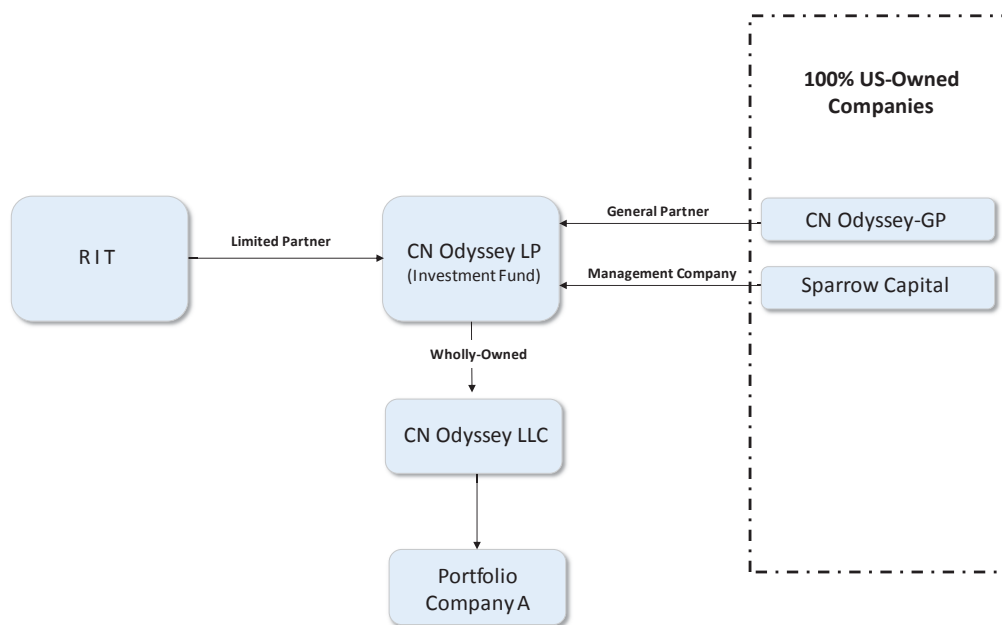 100% US-Owned
Companies
General Partner
CN Odyssey-GP
R I T
Limited Partner
CN Odyssey LP
(Investment Fund)
Management Company
Sparrow Capital
Wholly-Owned
CN Odyssey LLC
Portfolio
Company A